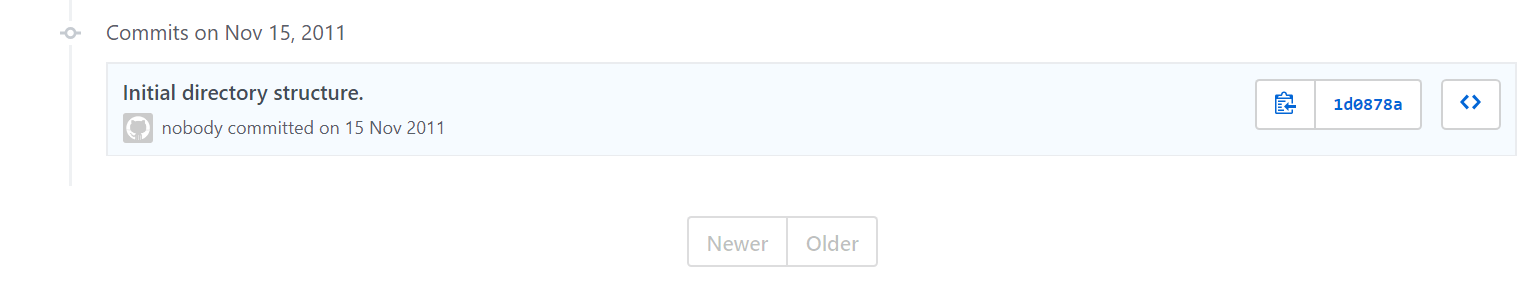 Commits on Nov 15, 2011
Initial directory structure.
nobody committed on 15 Nov 2011
1d0878a
Newer Older